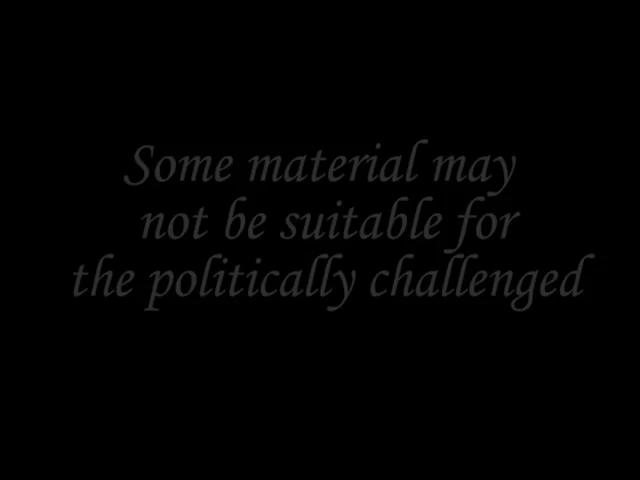 Some material may
not be suitable for
the politically challenged